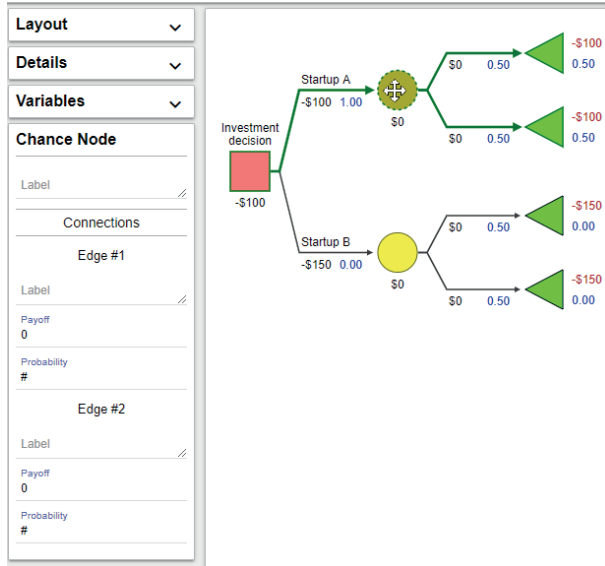 Layout
Details
Variables
Chance Node
Label
Connections
Edge #1
Label
Payoff
0
Probability
#
Edge #2
Label
Payoff
0
Probability
#
Investment
decision
-$100
Startup A
-$100 1.00
$0
$0 0.50
-$100
0.50
$0 0.50
-$100
0.50
Startup B
-$150 0.00
$0
$0 0.50
-$150
0.00
$0 0.50
-$150
0.00